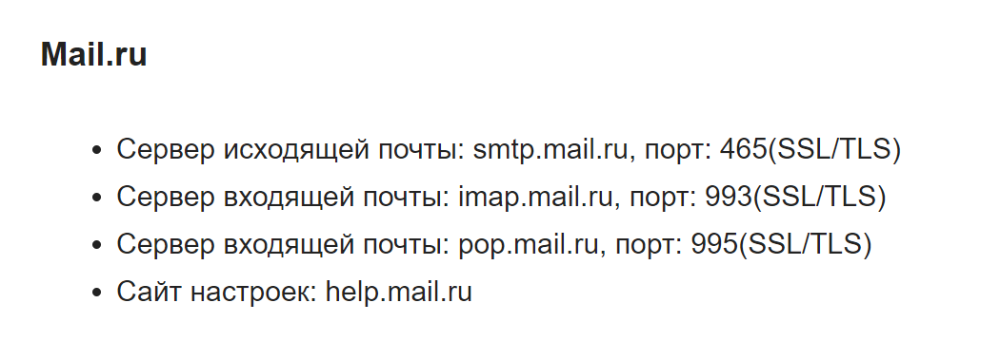 Mail.ru
• Сервер исходящей почты: smtp.mail.ru, порт: 465(SSL/TLS)
• Сервер входящей почты: imap.mail.ru, порт: 993(SSL/TLS)
• Сервер входящей почты: pop.mail.ru, порт: 995(SSL/TLS)
• Сайт настроек: help.mail.ru